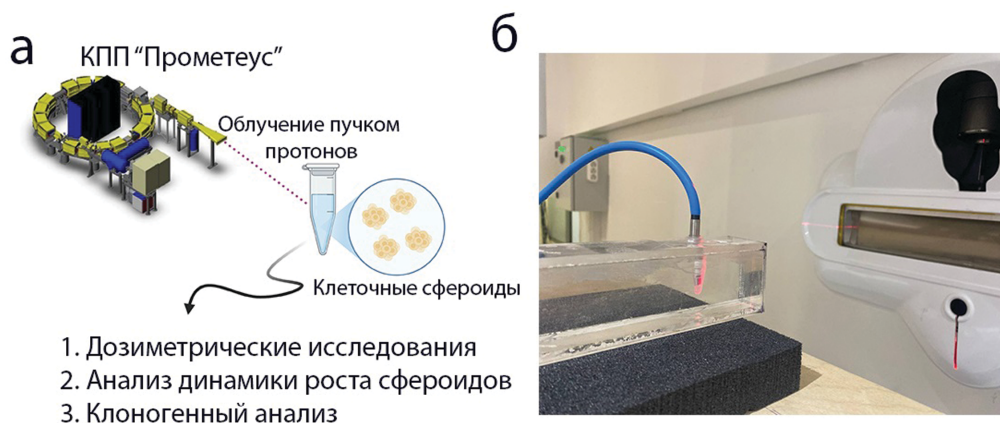 а
КПП “Прометеус”
Облучение пучком
протонов
Клеточные сфероиды
1. Дозиметрические исследования
2. Анализ динамики роста сфероидов
3. Клоногенный анализ
б